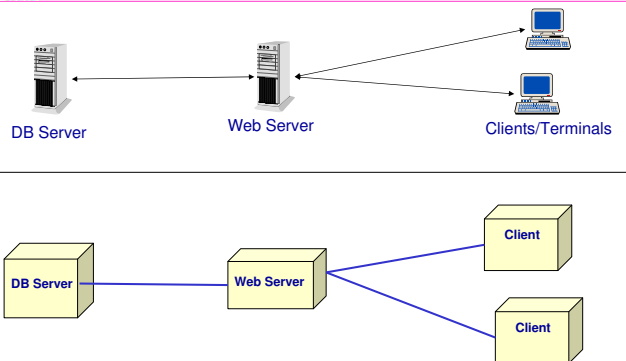 DB Server
Web Server
Clients/Terminals
Client
DB Server
Web Server
Client